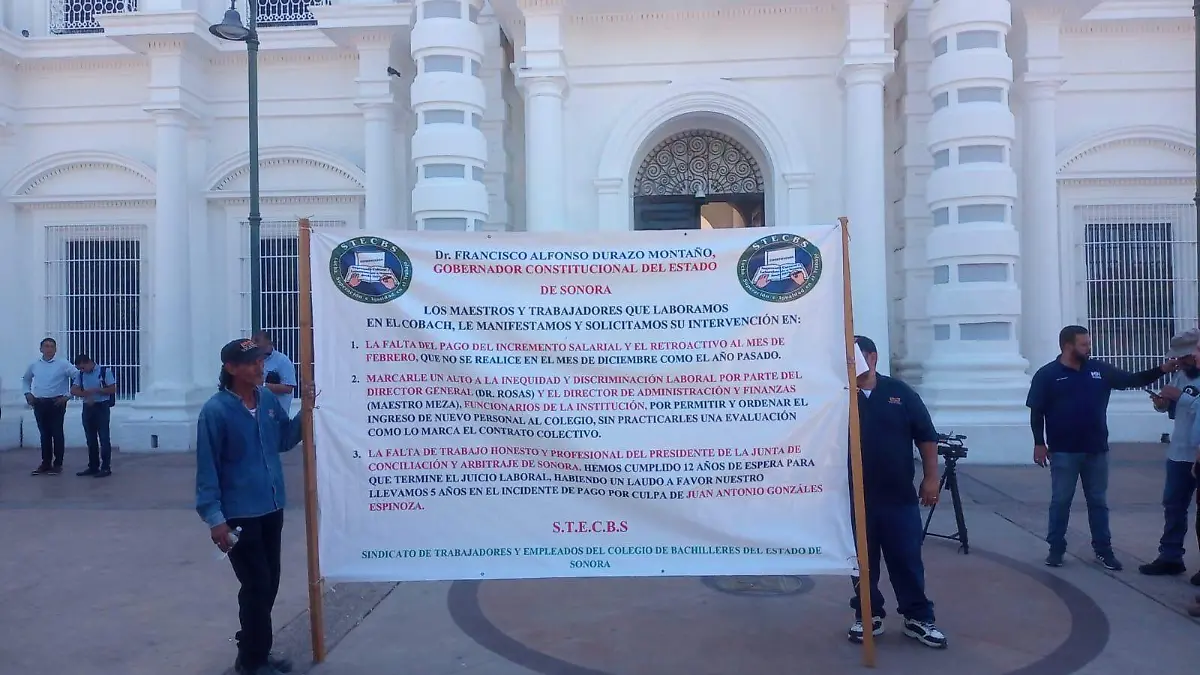 STECBS
STECBS
Dr. FRANCISCO ALFONSO DURAZO MONTAÑO,
GOBERNADOR CONSTITUCIONAL DEL ESTADO
DE SONORA
LOS MAESTROS Y TRABAJADORES QUE LABORAMOS
EN EL COBACH, LE MANIFESTAMOS Y SOLICITAMOS SU INTERVENCIÓN EN:
1. LA FALTA DEL PAGO DEL INCREMENTO SALARIAL Y EL RETROACTIVO AL MES DE
FEBRERO, QUE NO SE REALICE EN EL MES DE DICIEMBRE COMO EL AÑO PASADO.
2. MARCARLE UN ALTO A LA INEQUIDAD Y DISCRIMINACIÓN LABORAL POR PARTE DEL
DIRECTOR GENERAL (DR. ROSAS) Y EL DIRECTOR DE ADMINISTRACIÓN Y FINANZAS
(MAESTRO MEZA), FUNCIONARIOS DE LA INSTITUCIÓN. POR PERMITIR Y ORDENAR EL
INGRESO DE NUEVO PERSONAL AL COLEGIO, SIN PRACTICARLES UNA EVALUACIÓN
COMO LO MARCA EL CONTRATO COLECTIVO.
3. LA FALTA DE TRABAJO HONESTO Y PROFESIONAL DEL PRESIDENTE DE LA JUNTA DE
CONCILIACIÓN Y ARBITRAJE DE SONORA. HEMOS CUMPLIDO 12 AÑOS DE ESPERA PARA
QUE TERMINE EL JUICIO LABORAL, HABIENDO UN LAUDO A FAVOR NUESTRO
LLEVAMOS 5 AÑOS EN EL INCIDENTE DE PAGO POR CULPA DE JUAN ANTONIO GONZÁLES
ESPINOZA.
S.T.E.C.B.S
SINDICATO DE TRABAJADORES Y EMPLEADOS DEL COLEGIO DE BACHILLERES DEL ESTADO DE
SONORA